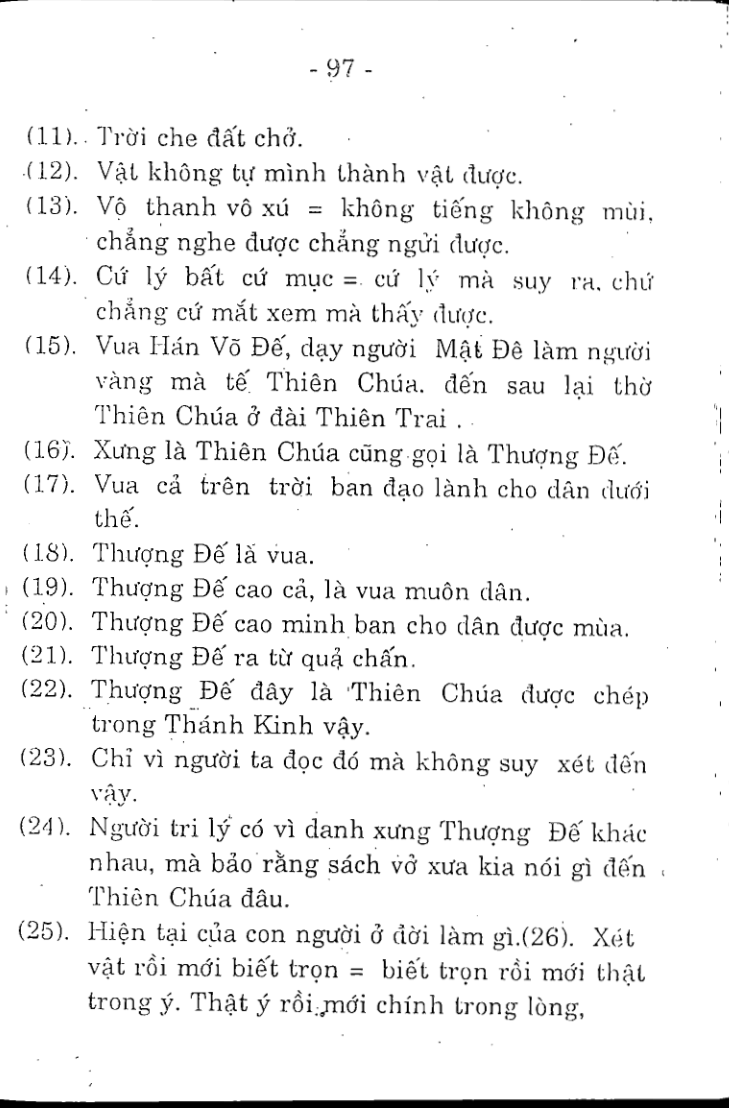 - 97 -
(11). Trời che đất chở.
(12). Vật không tự mình thành vật được.
(13). Vô thanh vô xú = không tiếng không mùi,
chẳng nghe được chẳng ngửi được.
(14). Cứ lý bất cứ mục = cứ lý mà suy ra, chứ
chẳng cứ mắt xem mà thấy được.
(15). Vua Hán Võ Đế, dạy người Mật Đê làm người
vàng mà tế Thiên Chúa. đến sau lại thờ
Thiên Chúa ở đài Thiên Trai .
(16). Xưng là Thiên Chúa cũng gọi là Thượng Đế.
(17). Vua cả trên trời ban đạo lành cho dân dưới
thế.
(18). Thượng Đế là vua.
(19). Thượng Đế cao cả, là vua muôn dân.
(20). Thượng Đế cao minh ban cho dân được mùa.
(21). Thượng Đế ra từ quả chấn.
(22). Thượng Đế đây là Thiên Chúa được chép
trong Thánh Kinh vậy.
(23). Chỉ vì người ta đọc đó mà không suy xét đến
vậy.
(24). Người tri lý có vì danh xưng Thượng Đế khác
nhau, mà bảo rằng sách vở xưa kia nói gì đến
Thiên Chúa đâu.
(25). Hiện tại của con người ở đời làm gì.(26). Xét
vật rồi mới biết trọn = biết trọn rồi mới thật
trong ý. Thật ý rồi mới chính trong lòng,